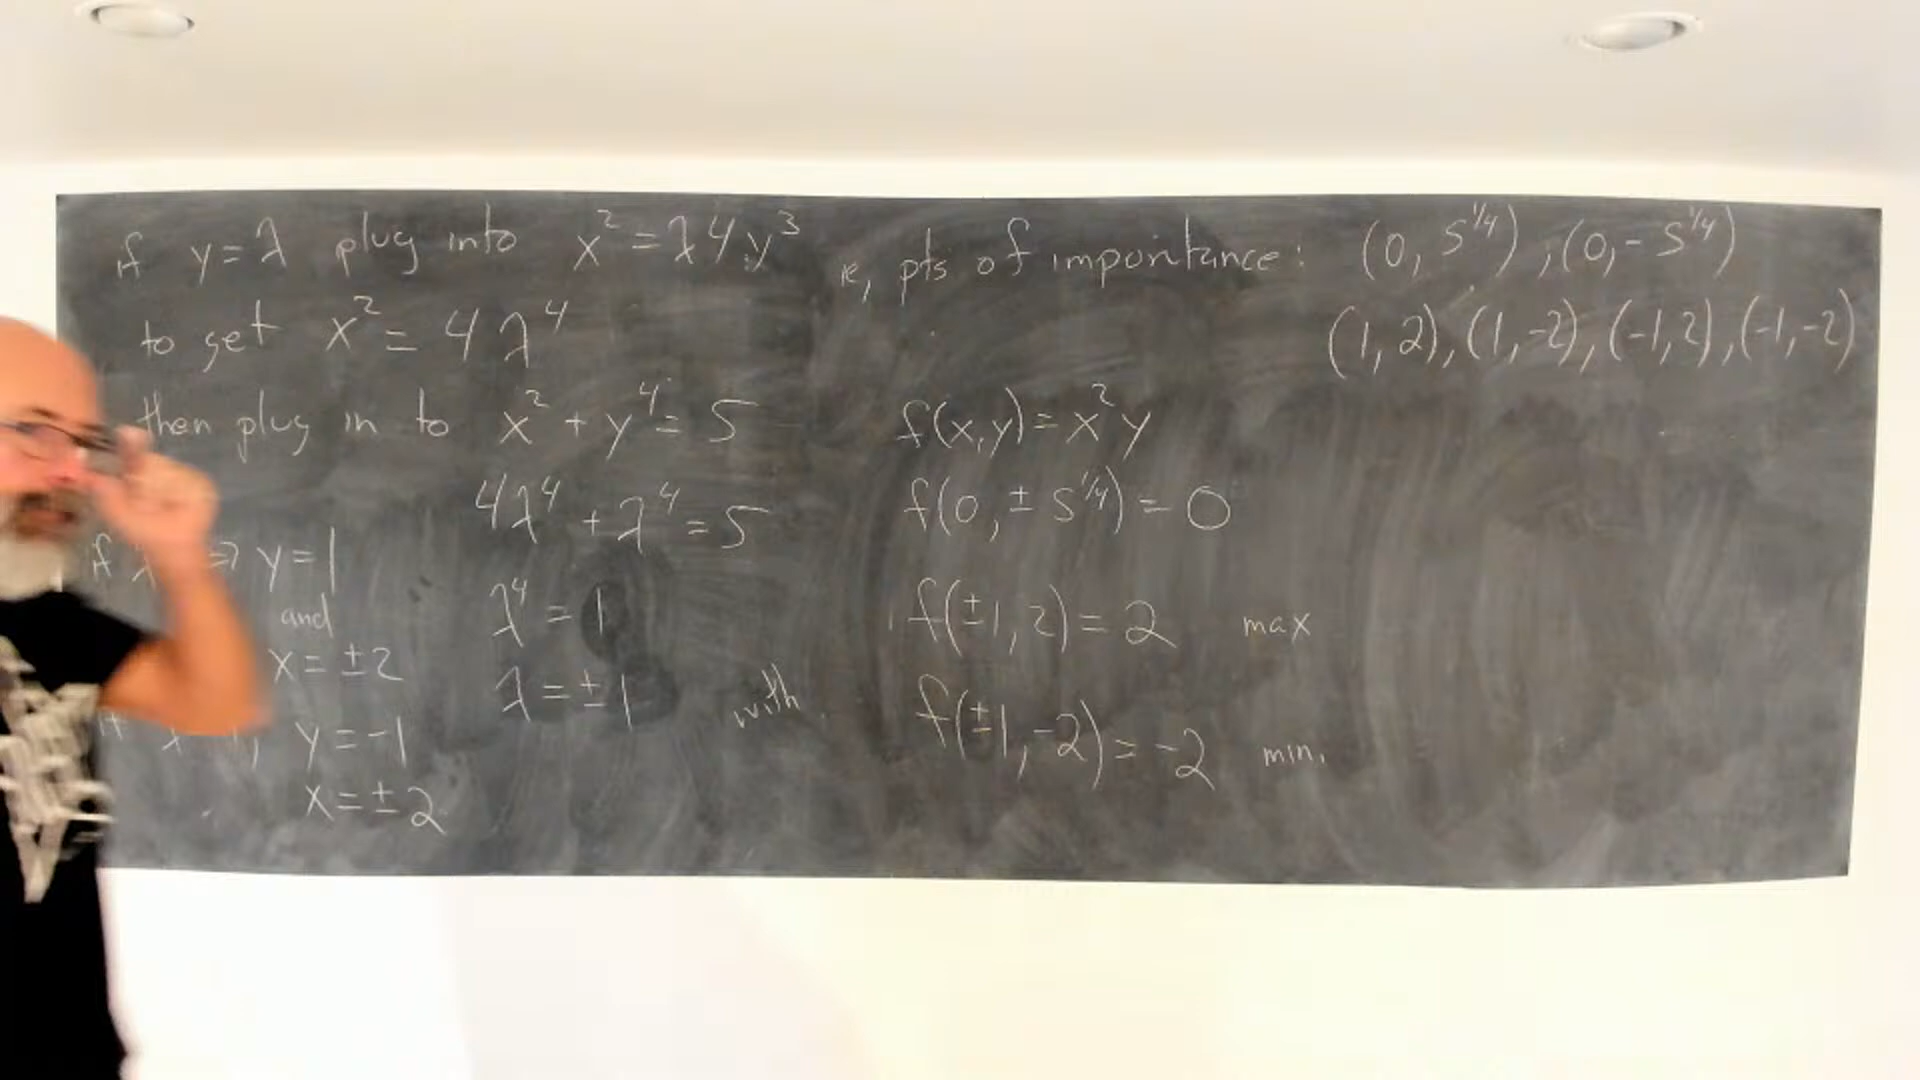 if y=λ plug into x²=λ4y³
to get x² = 4λ⁴
then plug in to x² + y⁴ = 5
4λ⁴ + λ⁴ = 5
λ⁴ = 1
λ = ±1
if λ ⇒ y=1
and
x = ±2
y = -1
x = ±2
with
ie, pts of importance: (0, 5^{1/4}), (0, -5^{1/4})
(1, 2), (1, -2), (-1, 2), (-1, -2)
f(x,y) = x²y
f(0, ± 5^{1/4}) = 0
f(±1, 2) = 2 max
f(±1, -2) = -2 min.